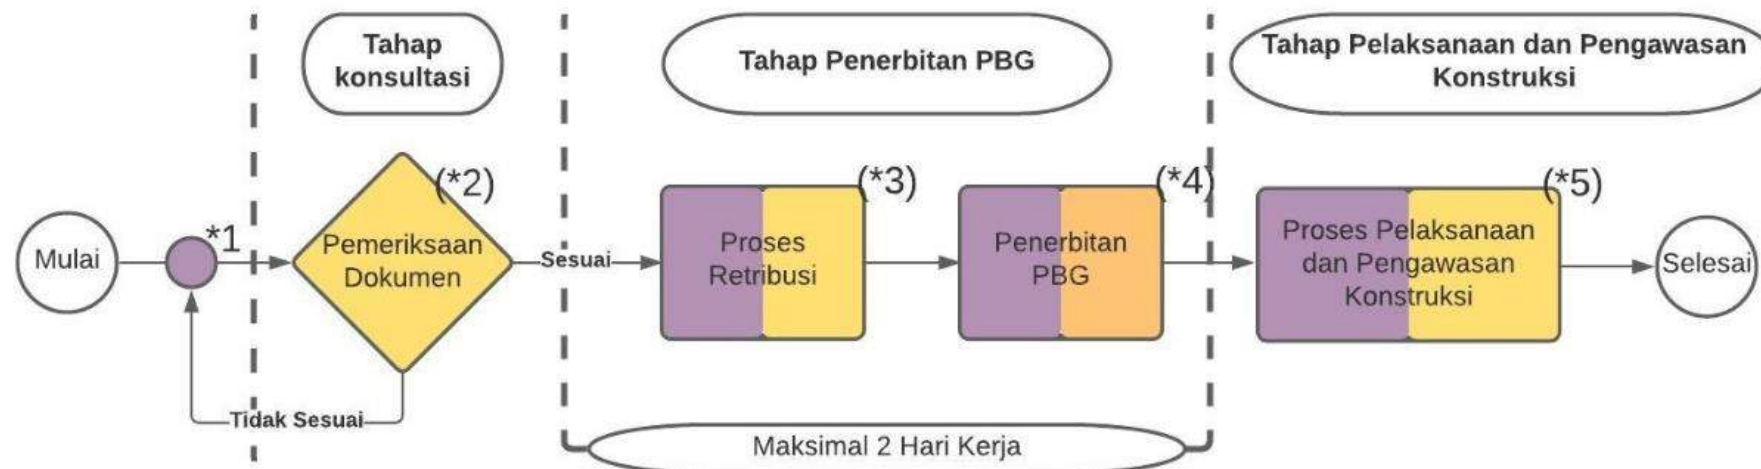 Tahap
konsultasi
Tahap Penerbitan PBG
Tahap Pelaksanaan dan Pengawasan
Konstruksi
Mulai
*1
(*2)
Pemeriksaan
Dokumen
Sesuai
Tidak Sesuai
(*3)
Proses
Retribusi
(*4)
Penerbitan
PBG
(*5)
Proses Pelaksanaan
dan Pengawasan
Konstruksi
Selesai
Maksimal 2 Hari Kerja